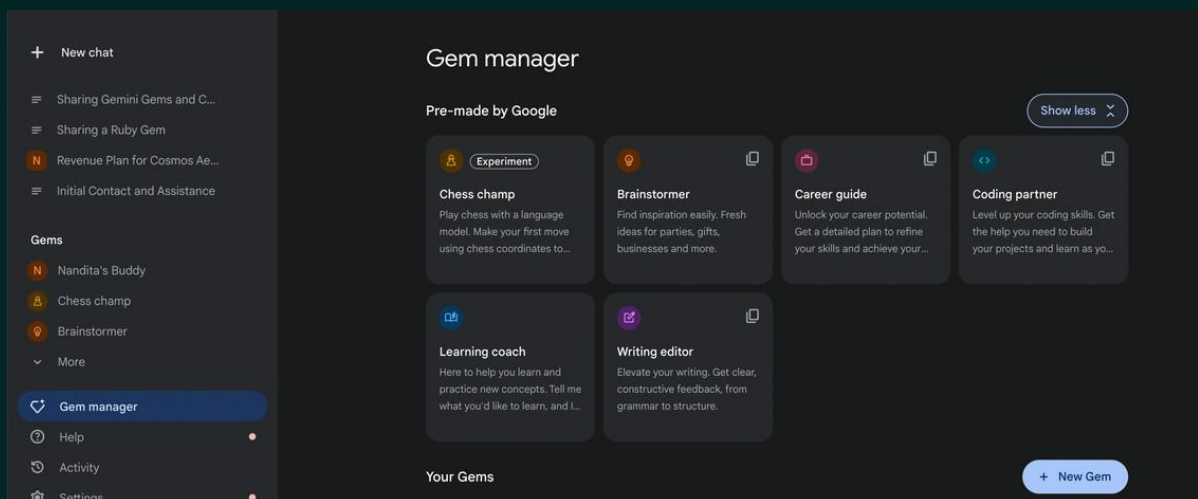 New chat
Sharing Gemini Gems and C...
Sharing a Ruby Gem
N Revenue Plan for Cosmos Ae...
Initial Contact and Assistance
Gems
N Nandita's Buddy
Chess champ
Brainstormer
More
Gem manager
Help
Activity
Settings
Gem manager
Pre-made by Google
Show less
Experiment
Chess champ
Play chess with a language
model. Make your first move
using chess coordinates to...
Brainstormer
Find inspiration easily. Fresh
ideas for parties, gifts,
businesses and more.
Career guide
Unlock your career potential.
Get a detailed plan to refine
your skills and achieve your...
Coding partner
Level up your coding skills. Get
the help you need to build
your projects and learn as yo...
Learning coach
Here to help you learn and
practice new concepts. Tell me
what you'd like to learn, and I...
Writing editor
Elevate your writing. Get clear,
constructive feedback, from
grammar to structure.
Your Gems
+ New Gem